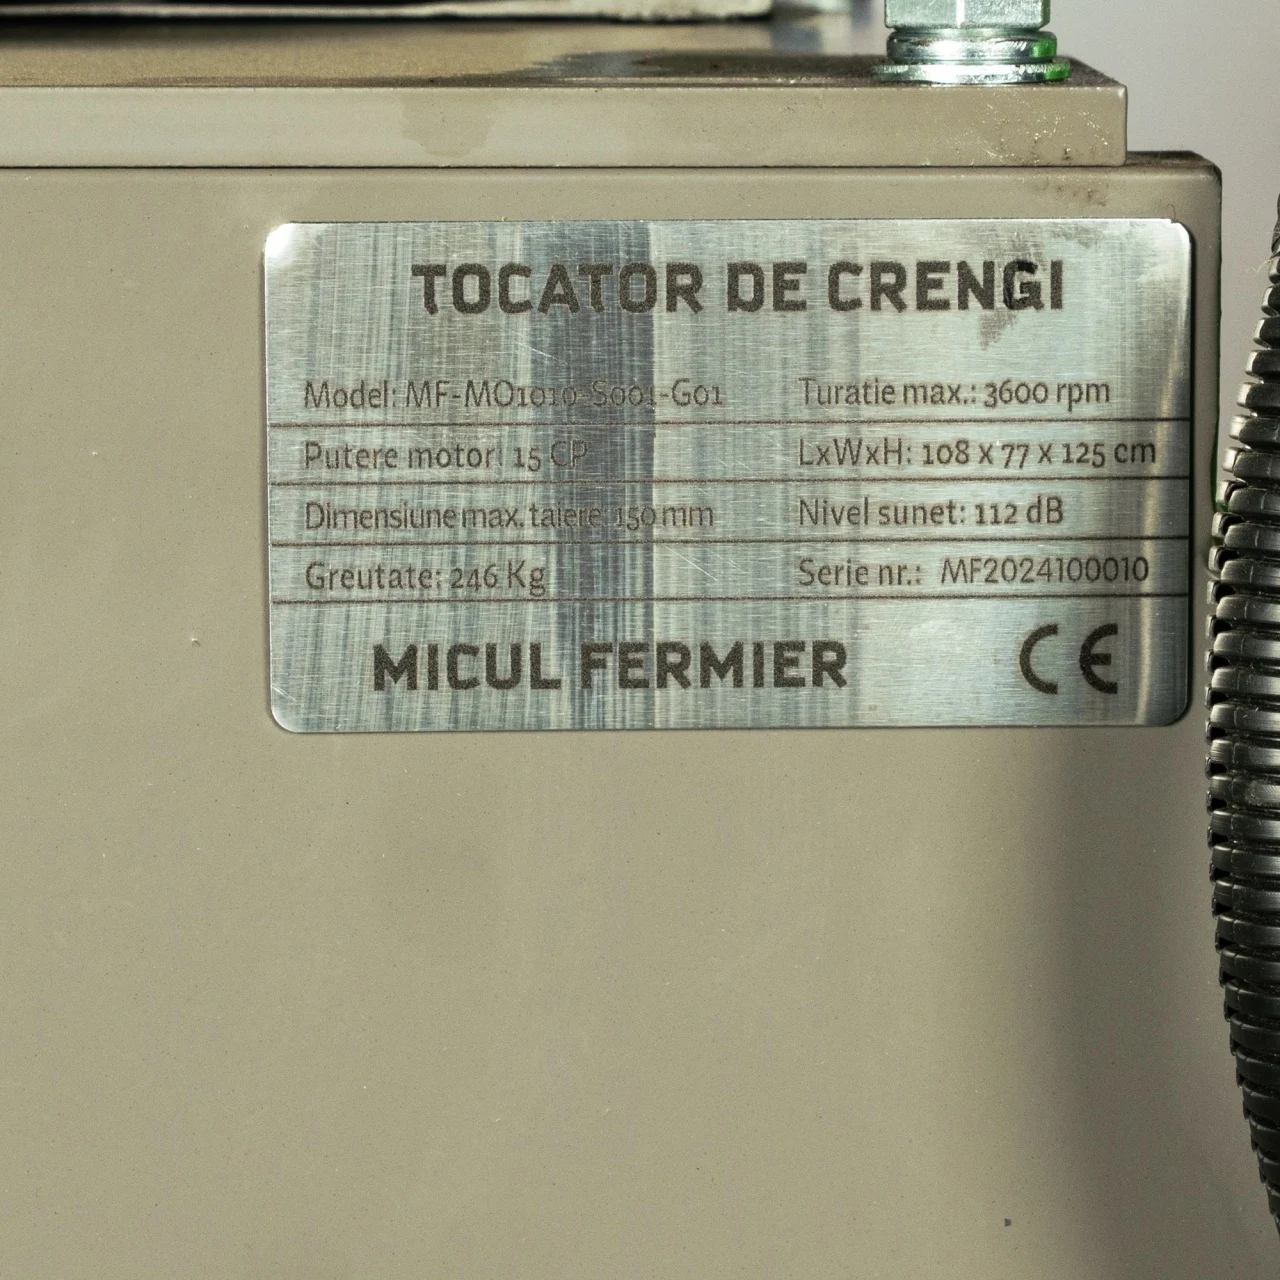 TOCATOR DE CRENGI
Model: MF-MO1010-S001-G01 Turatie max.: 3600 rpm
Putere motor: 15 CP LxWxH: 108 x 77 x 125 cm
Dimensiune max. taiere: 150 mm Nivel sunet: 112 dB
Greutate: 246 Kg Serie nr.: MF2024100010
MICUL FERMIER CE